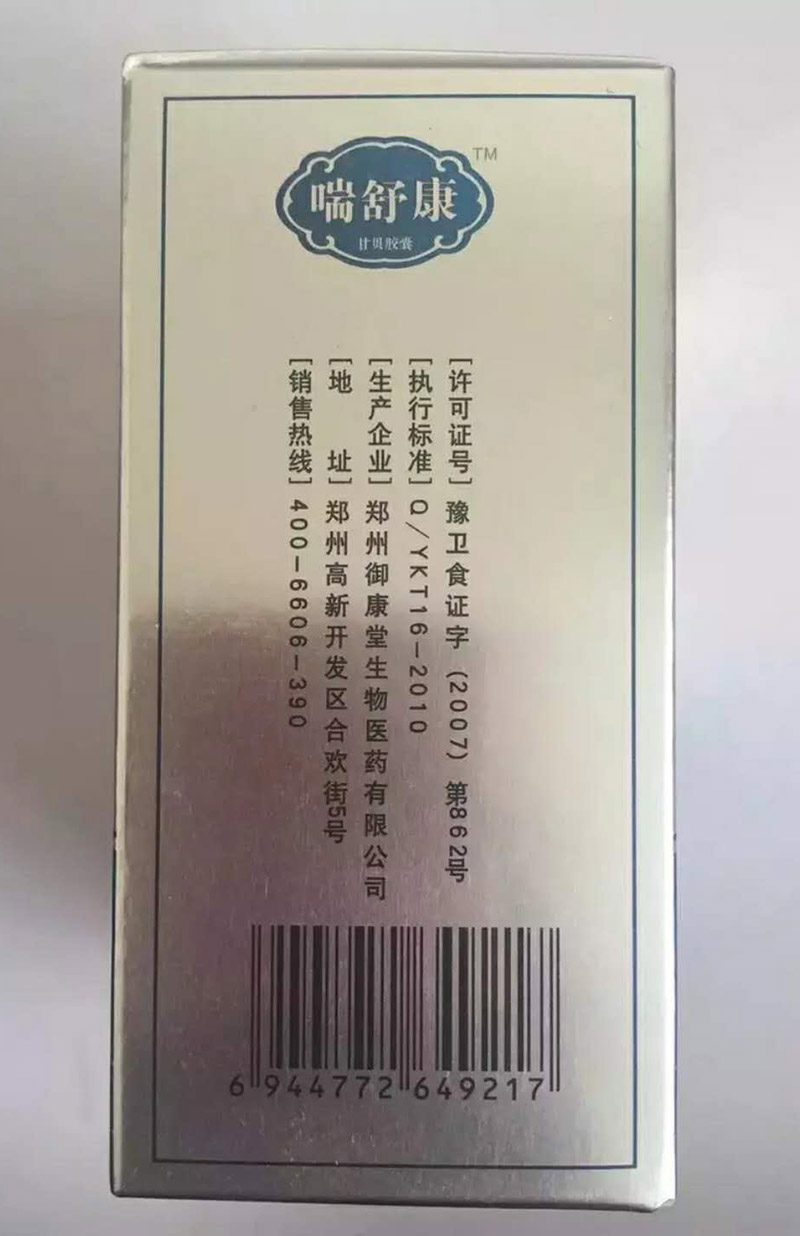 喘舒康
TM
甘贝胶囊
[许可证号] 豫卫食证字 (2007) 第862号
[执行标准] Q/YKT16-2010
[生产企业] 郑州御康堂生物医药有限公司
[地 址] 郑州高新开发区合欢街5号
[销售热线] 400-6606-390
6 944772 649217